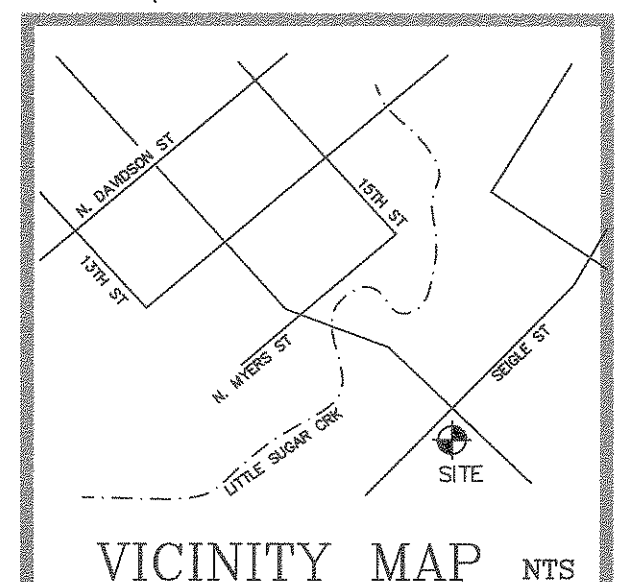 N. DAVIDSON ST
15TH ST
13TH ST
SEIGLE ST
N. MYERS ST
LITTLE SUGAR CRK
SITE
VICINITY MAP NTS